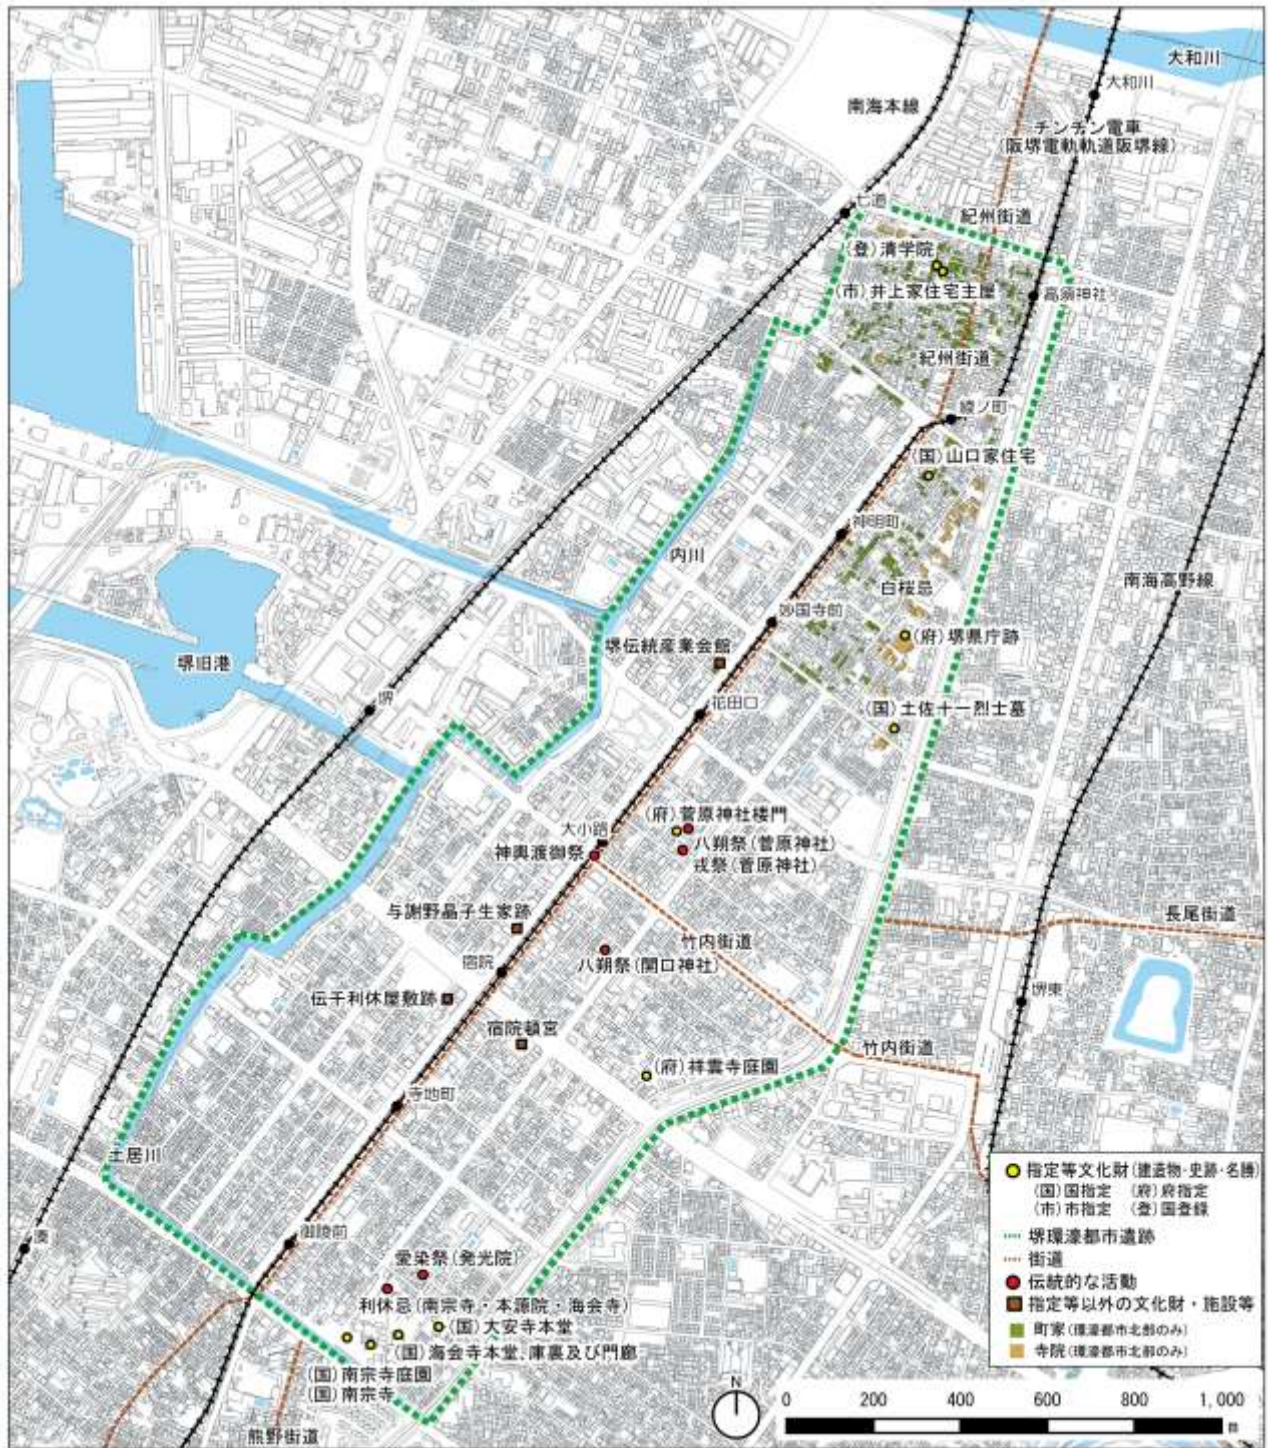 大和川
大和川
南海本線
チンチン電車
(阪堺電軌軌道阪堺線)
七道
紀州街道
(登)清学院
(市)井上家住宅主屋
高須神社
紀州街道
綾ノ町
(国)山口家住宅
神明町
内川
白桜忌
南海高野線
妙国寺前
(府)堺県庁跡
堺伝統産業会館
堺旧港
堺
花田口
(国)土佐十一烈士墓
(府)菅原神社楼門
大小路
八朔祭(菅原神社)
神輿渡御祭
戎祭(菅原神社)
与謝野晶子生家跡
長尾街道
竹内街道
宿院
八朔祭(開口神社)
伝千利休屋敷跡
堺東
宿院頓宮
竹内街道
(府)祥雲寺庭園
寺地町
土居川
湊
御陵前
愛染祭(発光院)
利休忌(南宗寺・本源院・海会寺)
(国)大安寺本堂
(国)海会寺本堂、庫裏及び門廊
(国)南宗寺庭園
(国)南宗寺
熊野街道
指定等文化財(建造物・史跡・名勝)
(国)国指定 (府)府指定
(市)市指定 (登)国登録
堺環濠都市遺跡
街道
伝統的な活動
指定等以外の文化財・施設等
町家(環濠都市北部のみ)
寺院(環濠都市北部のみ)
N
0 200 400 600 800 1,000
m